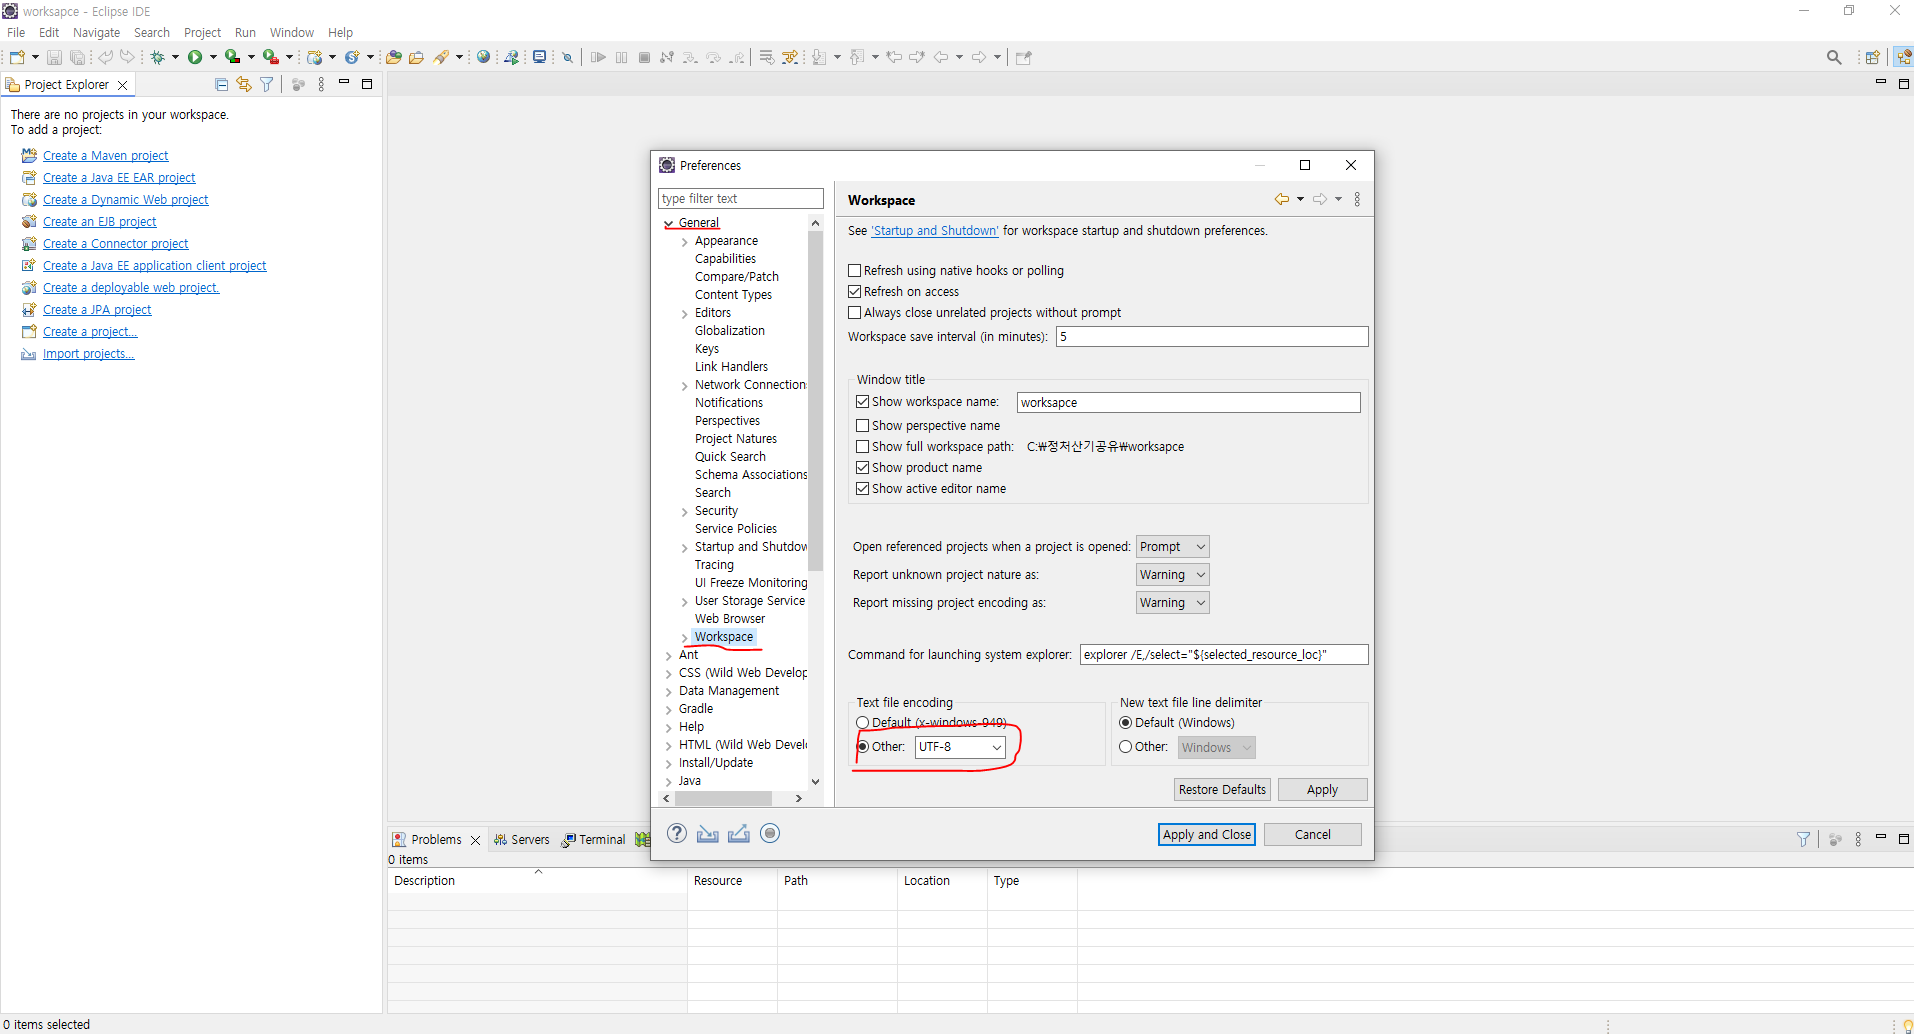 worksapce - Eclipse IDE
File Edit Navigate Search Project Run Window Help
Project Explorer
There are no projects in your workspace.
To add a project:
Create a Maven project
Create a Java EE EAR project
Create a Dynamic Web project
Create an EJB project
Create a Connector project
Create a Java EE application client project
Create a deployable web project.
Create a JPA project
Create a project...
Import projects...
Preferences
type filter text
General
Appearance
Capabilities
Compare/Patch
Content Types
Editors
Globalization
Keys
Link Handlers
Network Connection
Notifications
Perspectives
Project Natures
Quick Search
Schema Associations
Search
Security
Service Policies
Startup and Shutdow
Tracing
UI Freeze Monitoring
User Storage Service
Web Browser
Workspace
Ant
CSS (Wild Web Develop
Data Management
Gradle
Help
HTML (Wild Web Devel
Install/Update
Java
Workspace
See 'Startup and Shutdown' for workspace startup and shutdown preferences.
Refresh using native hooks or polling
Refresh on access
Always close unrelated projects without prompt
Workspace save interval (in minutes): 5
Window title
Show workspace name: worksapce
Show perspective name
Show full workspace path: C:₩정처산기공유₩worksapce
Show product name
Show active editor name
Open referenced projects when a project is opened: Prompt
Report unknown project nature as: Warning
Report missing project encoding as: Warning
Command for launching system explorer: explorer /E,/select="${selected_resource_loc}"
Text file encoding
Default (x-windows-949)
Other: UTF-8
New text file line delimiter
Default (Windows)
Other: Windows
Restore Defaults Apply
Apply and Close Cancel
Problems Servers Terminal
0 items
Description Resource Path Location Type
0 items selected